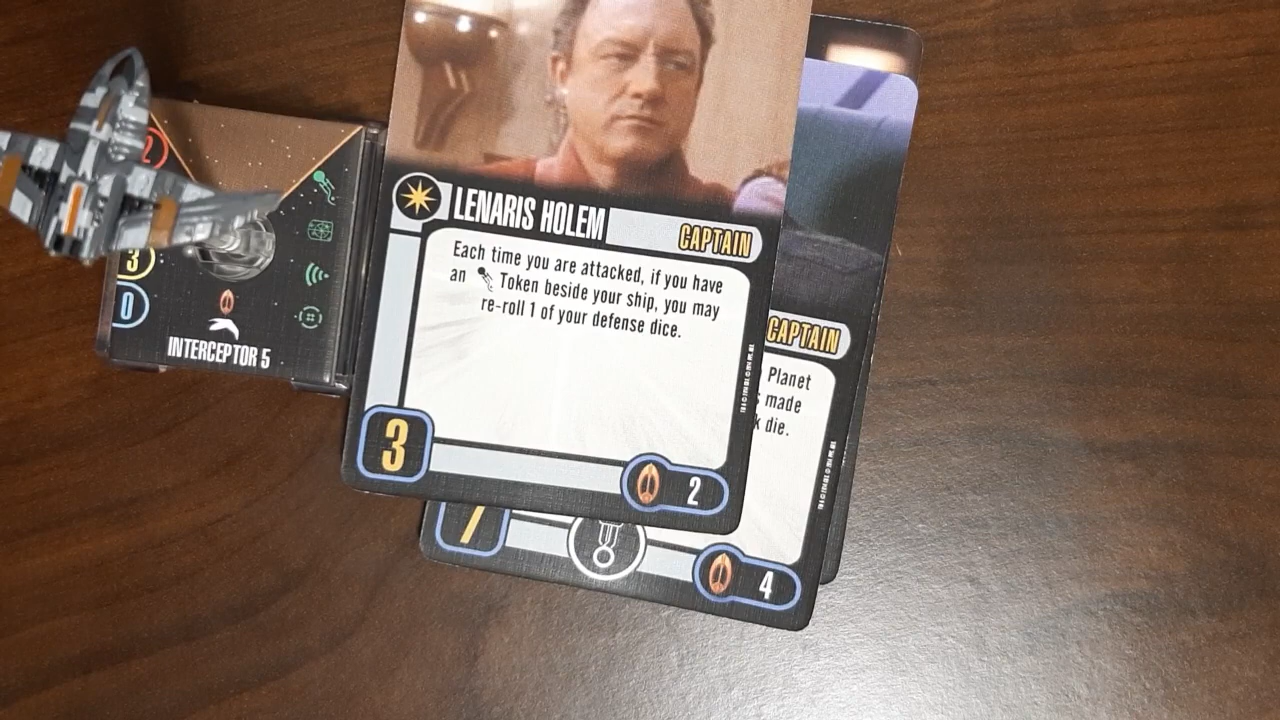 LENARIS HOLEM
CAPTAIN
Each time you are attacked, if you have
an Token beside your ship, you may
re-roll 1 of your defense dice.
3
2
CAPTAIN
Planet
made
die.
7
4
2
3
0
INTERCEPTOR 5